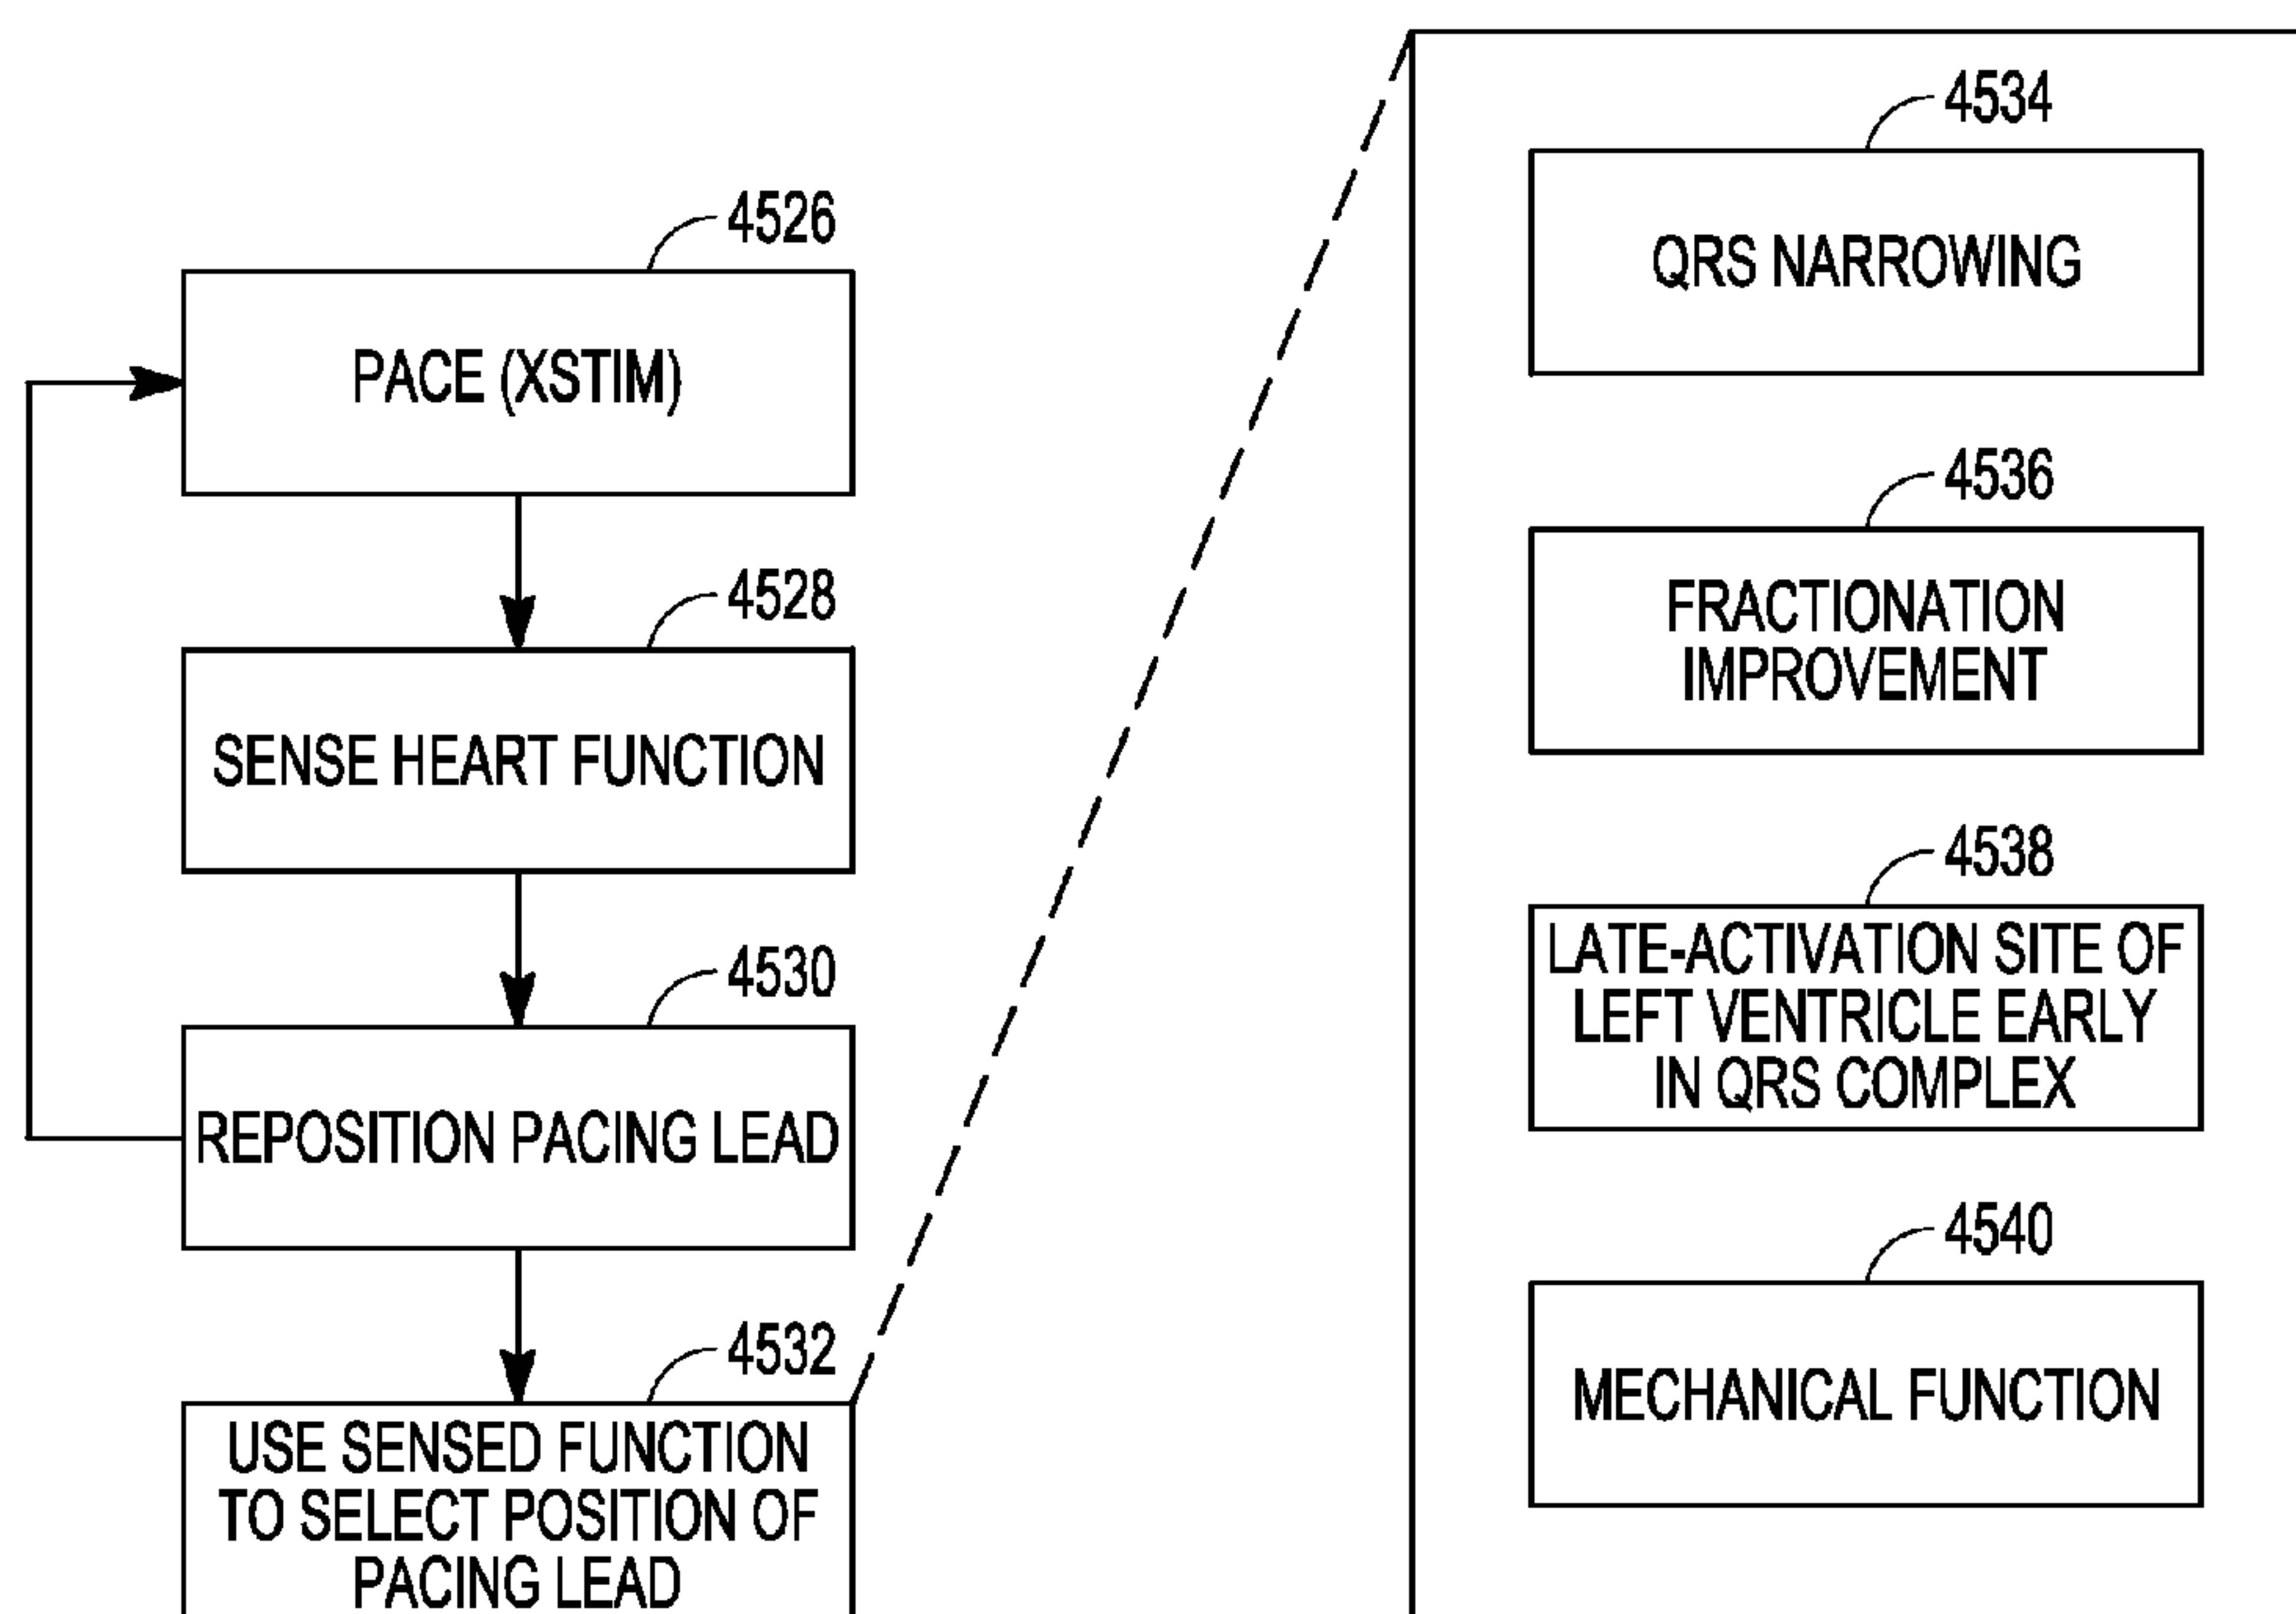 4526
PACE (XSTIM)
4528
SENSE HEART FUNCTION
4530
REPOSITION PACING LEAD
4532
USE SENSED FUNCTION
TO SELECT POSITION OF
PACING LEAD
4534
QRS NARROWING
4536
FRACTIONATION
IMPROVEMENT
4538
LATE-ACTIVATION SITE OF
LEFT VENTRICLE EARLY
IN QRS COMPLEX
4540
MECHANICAL FUNCTION